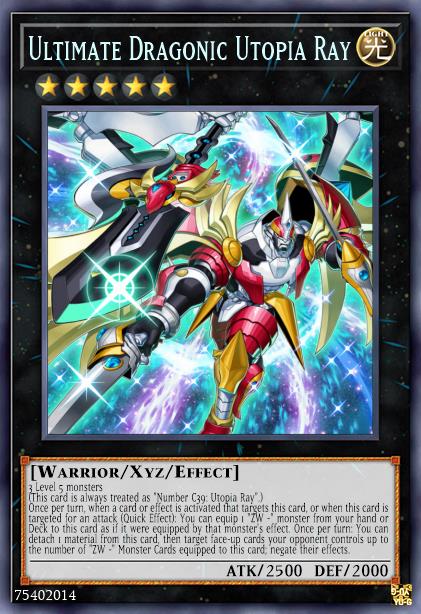 ULTIMATE DRAGONIC UTOPIA RAY
LIGHT
光
[WARRIOR/XYZ/EFFECT]
3 Level 5 monsters
(This card is always treated as "Number C39: Utopia Ray".)
Once per turn, when a card or effect is activated that targets this card, or when this card is
targeted for an attack (Quick Effect): You can equip 1 "ZW -" monster from your hand or
Deck to this card as if it were equipped by that monster's effect. Once per turn: You can
detach 1 material from this card, then target face-up cards your opponent controls up to
the number of "ZW -" Monster Cards equipped to this card; negate their effects.
ATK/2500 DEF/2000
75402014